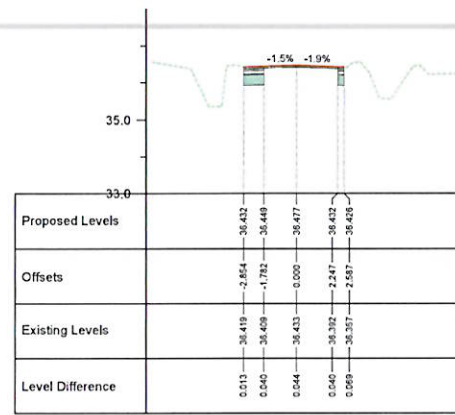 -1.5% -1.9%
35.0
33.0
Proposed Levels 36.432 36.449 36.477 36.432 36.426
Offsets -2.854 -1.782 0.000 2.247 2.587
Existing Levels 36.419 36.409 36.433 36.392 36.357
Level Difference 0.013 0.040 0.044 0.040 0.069